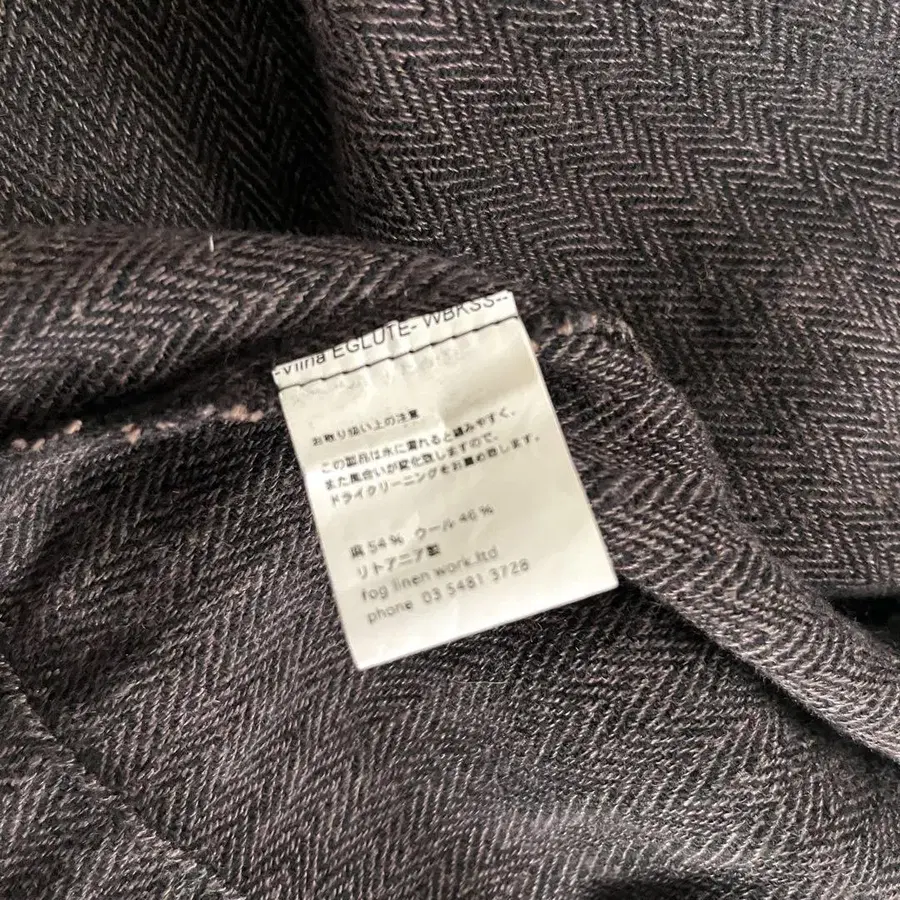 -Vilna EGLUTE- WBKSS--
お取り扱い上の注意
この製品は水に濡れると縮みやすく、
また風合いが変化致しますので、
ドライクリーニングをお薦め致します。
麻 54% ウール 46%
リトアニア製
fog linen work.ltd
phone 03 5481 3728